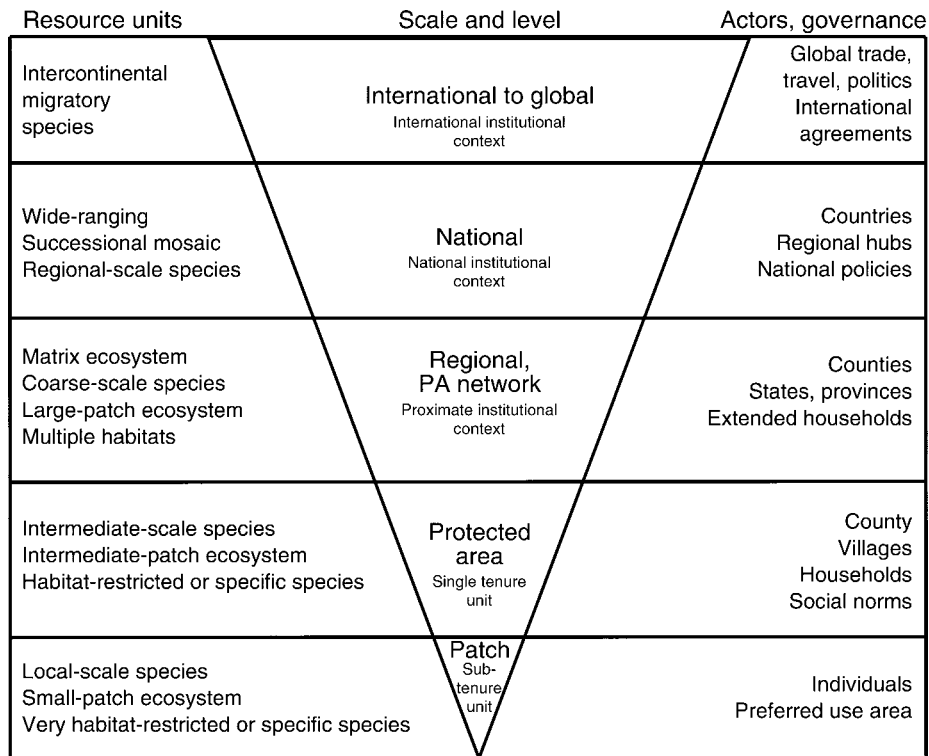 Resource units
Scale and level
Actors, governance
Intercontinental
migratory
species
International to global
International institutional
context
Global trade,
travel, politics
International
agreements
Wide-ranging
Successional mosaic
Regional-scale species
National
National institutional
context
Countries
Regional hubs
National policies
Matrix ecosystem
Coarse-scale species
Large-patch ecosystem
Multiple habitats
Regional,
PA network
Proximate institutional
context
Counties
States, provinces
Extended households
Intermediate-scale species
Intermediate-patch ecosystem
Habitat-restricted or specific species
Protected
area
Single tenure
unit
County
Villages
Households
Social norms
Local-scale species
Small-patch ecosystem
Very habitat-restricted or specific species
Patch
Sub-
tenure
unit
Individuals
Preferred use area